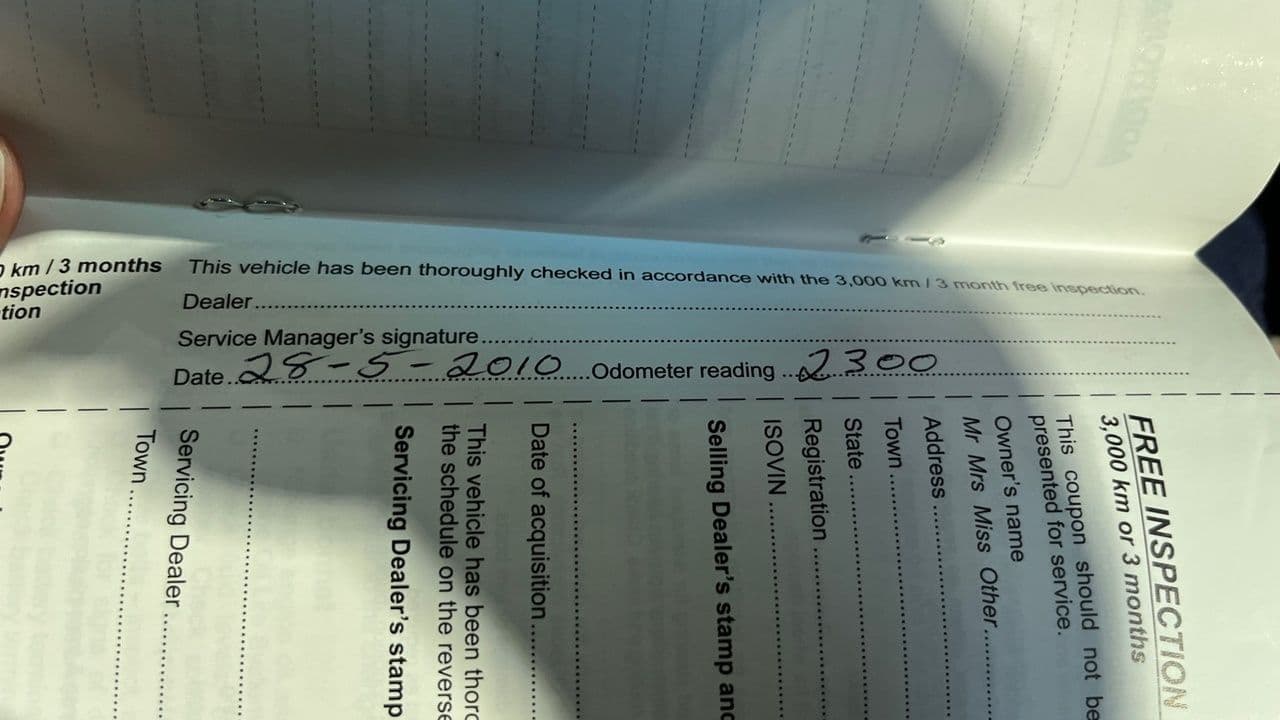 km / 3 months
This vehicle has been thoroughly checked in accordance with the 3,000 km / 3 month free inspection.
Dealer
Service Manager's signature
Date 28-5-2010 Odometer reading 2300
FREE INSPECTION
3,000 km or 3 months
This coupon should not be
presented for service.
Owner's name
Mr Mrs Miss Other
Address
Town
State
Registration
ISOVIN
Selling Dealer's stamp
Date of acquisition
This vehicle has been
the schedule on the reverse
Servicing Dealer's stamp
Servicing Dealer
Town